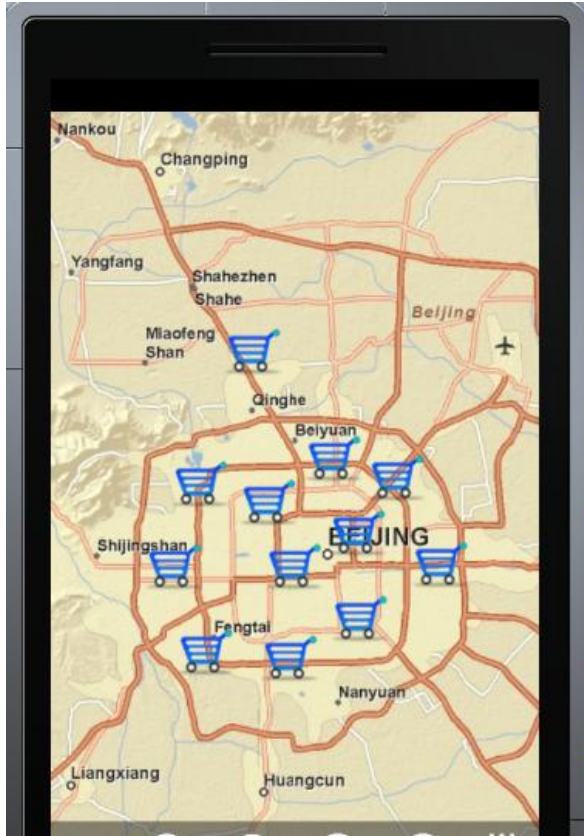 Nankou
Changping
Yangfang
Shahezhen
Shahe
Beijing
Miaofeng
Shan
Qinghe
Beiyuan
BEIJING
Shijingshan
Fengtai
Nanyuan
Liangxiang
Huangcun